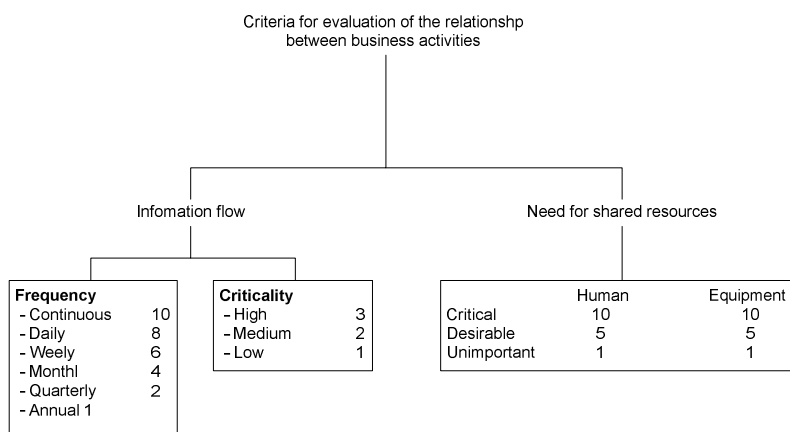 Criteria for evaluation of the relationshp
between business activities
Infomation flow
Need for shared resources
Frequency
- Continuous 10
- Daily 8
- Weely 6
- Monthl 4
- Quarterly 2
- Annual 1
Criticality
- High 3
- Medium 2
- Low 1
Human Equipment
Critical 10 10
Desirable 5 5
Unimportant 1 1